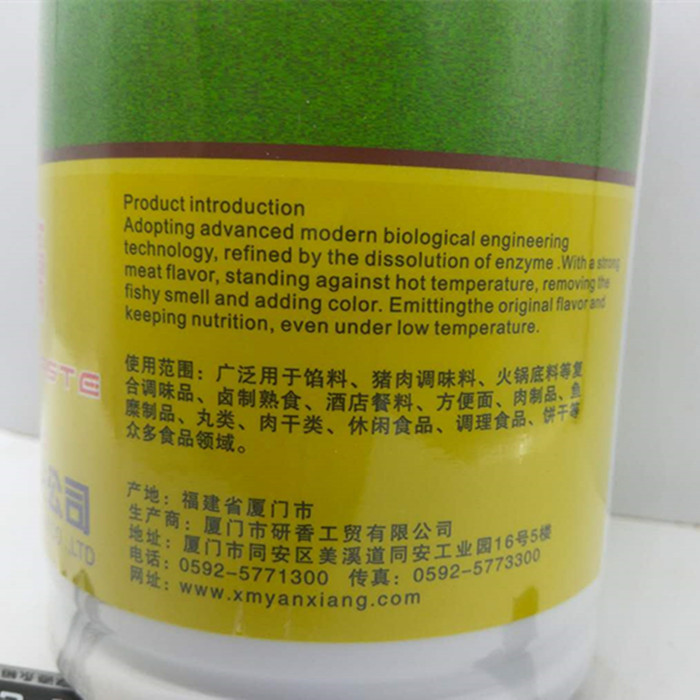 Product introduction
Adopting advanced modern biological engineering
technology, refined by the dissolution of enzyme .With a strong
meat flavor, standing against hot temperature, removing the
fishy smell and adding color. Emittingthe original flavor and
keeping nutrition, even under low temperature.
使用范围：广泛用于馅料、猪肉调味料、火锅底料等复
合调味品、卤制熟食、酒店餐料、方便面、肉制品、鱼
糜制品、丸类、肉干类、休闲食品、调理食品、饼干等
众多食品领域。
产地：福建省厦门市
生产商：厦门市研香工贸有限公司
地址：厦门市同安区美溪道同安工业园16号5楼
电话：0592-5771300 传真：0592-5773300
网址：www.xmyanxiang.com
公司
.,LTD